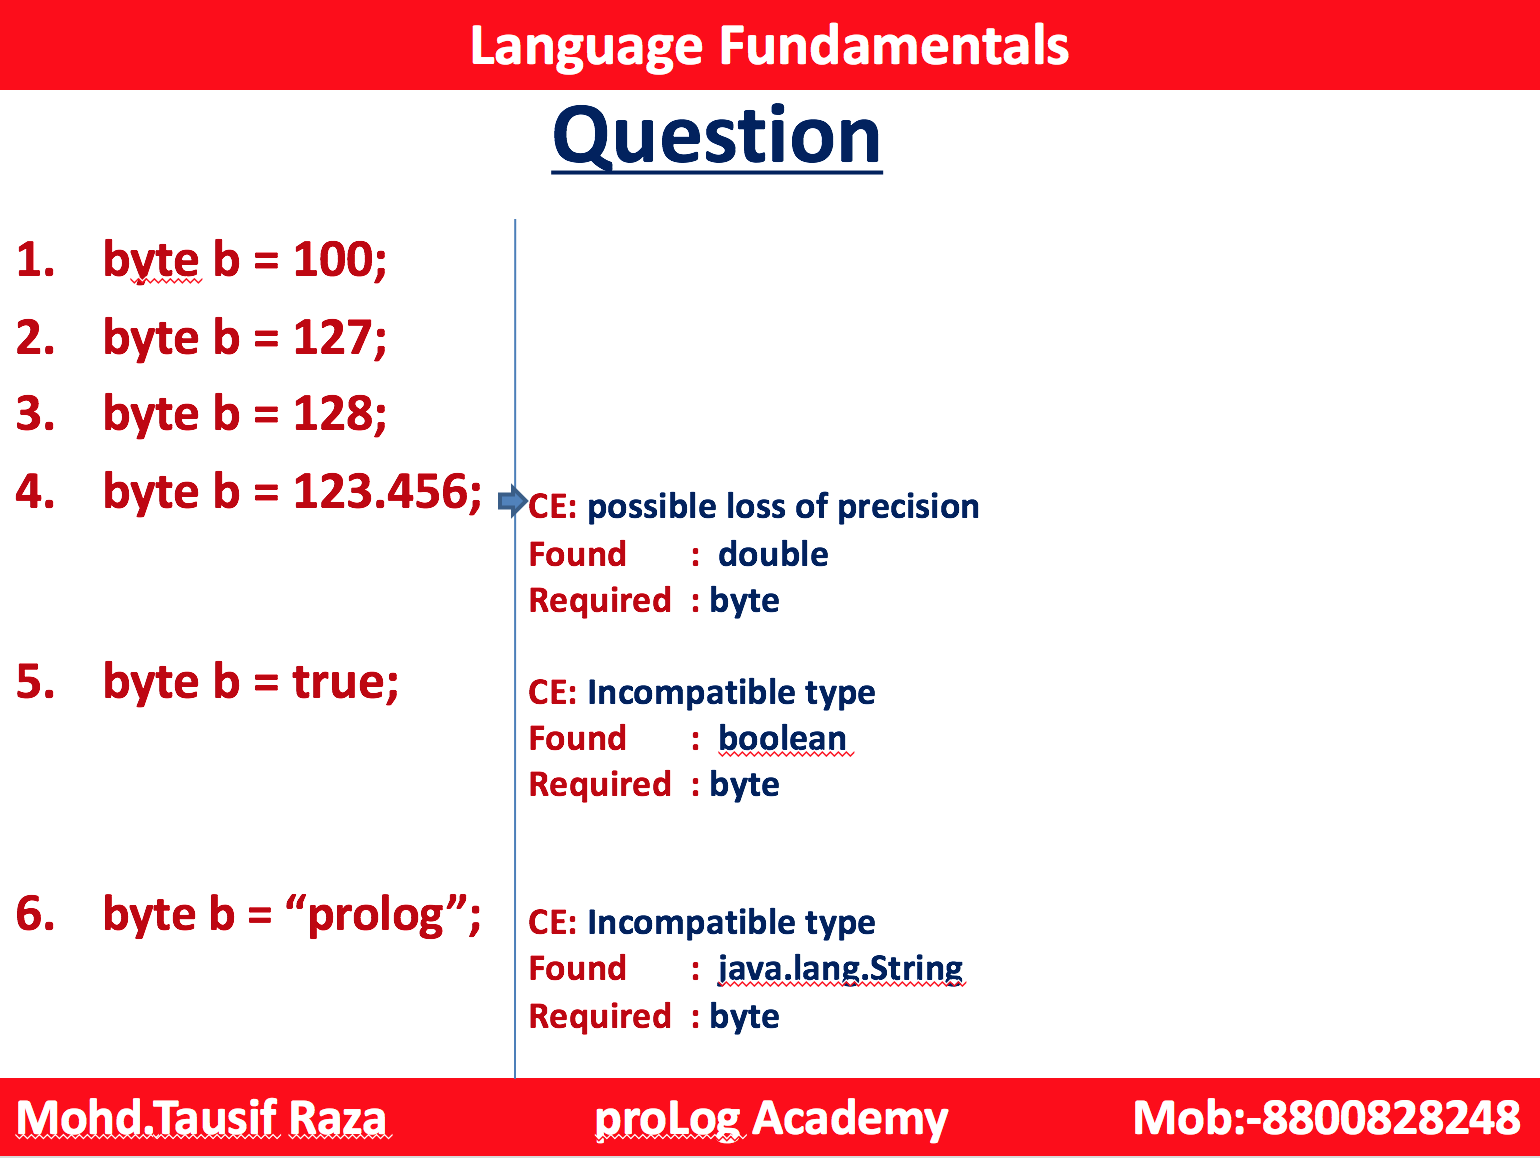 Language Fundamentals
Question
1. byte b = 100;
2. byte b = 127;
3. byte b = 128;
4. byte b = 123.456;
CE: possible loss of precision
Found : double
Required : byte
5. byte b = true;
CE: Incompatible type
Found : boolean
Required : byte
6. byte b = “prolog”;
CE: Incompatible type
Found : java.lang.String
Required : byte
Mohd.Tausif Raza proLog Academy Mob:-8800828248